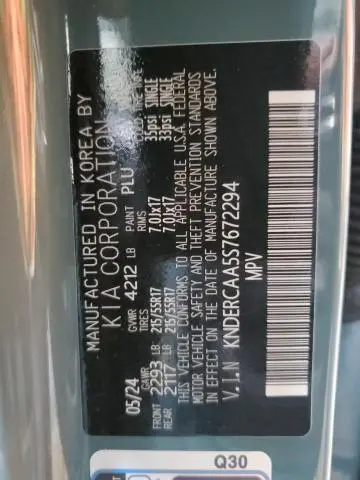 MANUFACTURED IN KOREA BY
KIA CORPORATION
05/24 GVWR 4212 LB PAINT PLU
GAWR TIRES RIMS
FRONT 2293 LB 215/55R17 7.0JX17 35psi SINGLE
REAR 2117 LB 215/55R17 7.0JX17 33psi SINGLE
THIS VEHICLE CONFORMS TO ALL APPLICABLE U.S.A. FEDERAL
MOTOR VEHICLE SAFETY AND THEFT PREVENTION STANDARDS
IN EFFECT ON THE DATE OF MANUFACTURE SHOWN ABOVE.
V.I.N KNDERCAA5S7672294
MPV
Q30